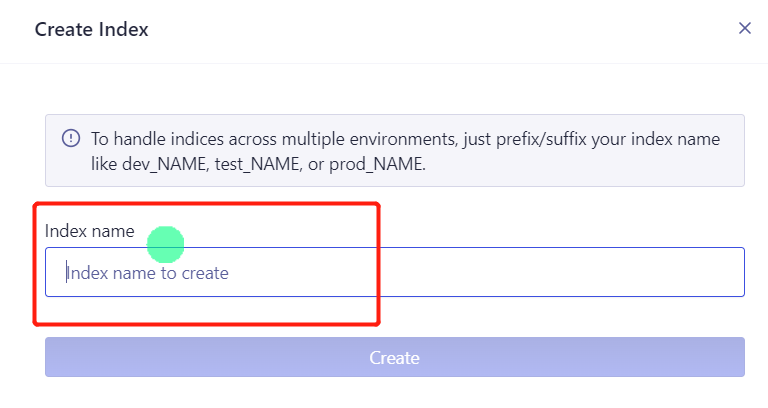 Create Index
To handle indices across multiple environments, just prefix/suffix your index name
like dev_NAME, test_NAME, or prod_NAME.
Index name
Index name to create
Create